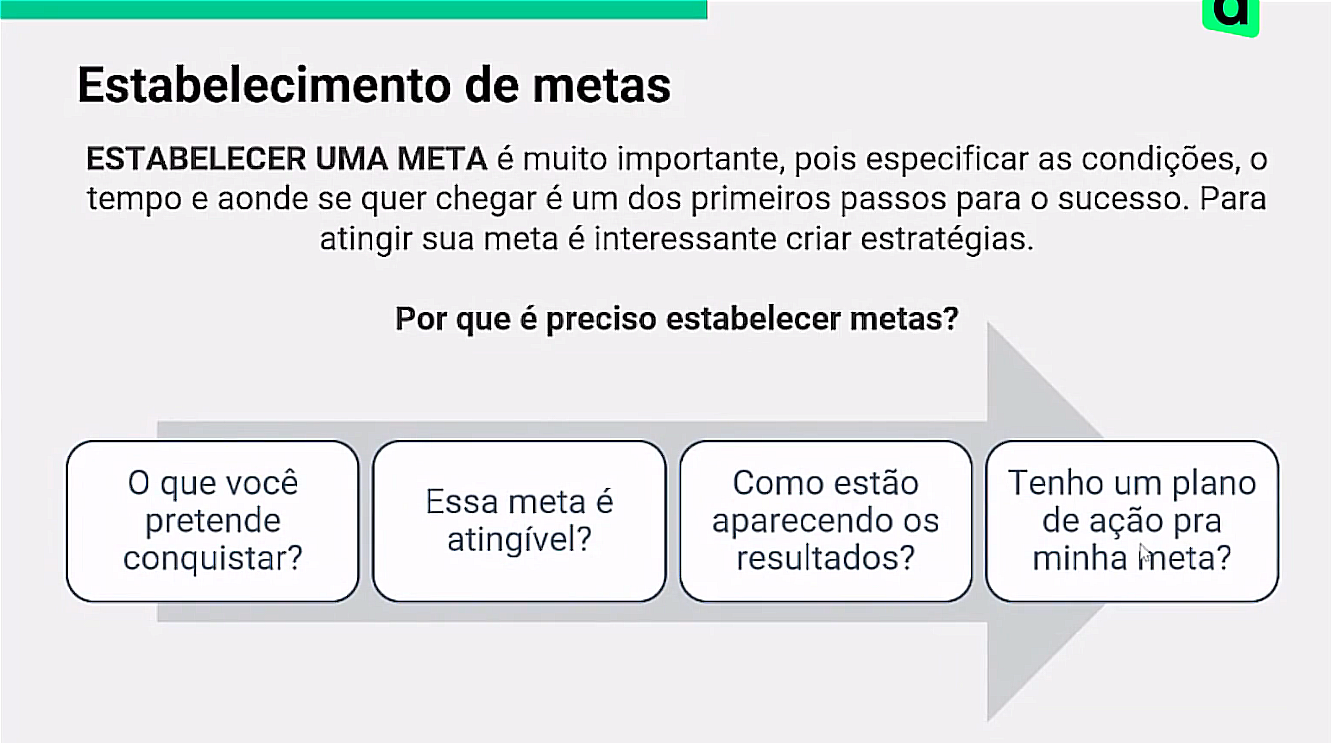 d
Estabelecimento de metas
ESTABELECER UMA META é muito importante, pois especificar as condições, o
tempo e aonde se quer chegar é um dos primeiros passos para o sucesso. Para
atingir sua meta é interessante criar estratégias.
Por que é preciso estabelecer metas?
O que você
pretende
conquistar?
Essa meta é
atingível?
Como estão
aparecendo os
resultados?
Tenho um plano
de ação pra
minha meta?